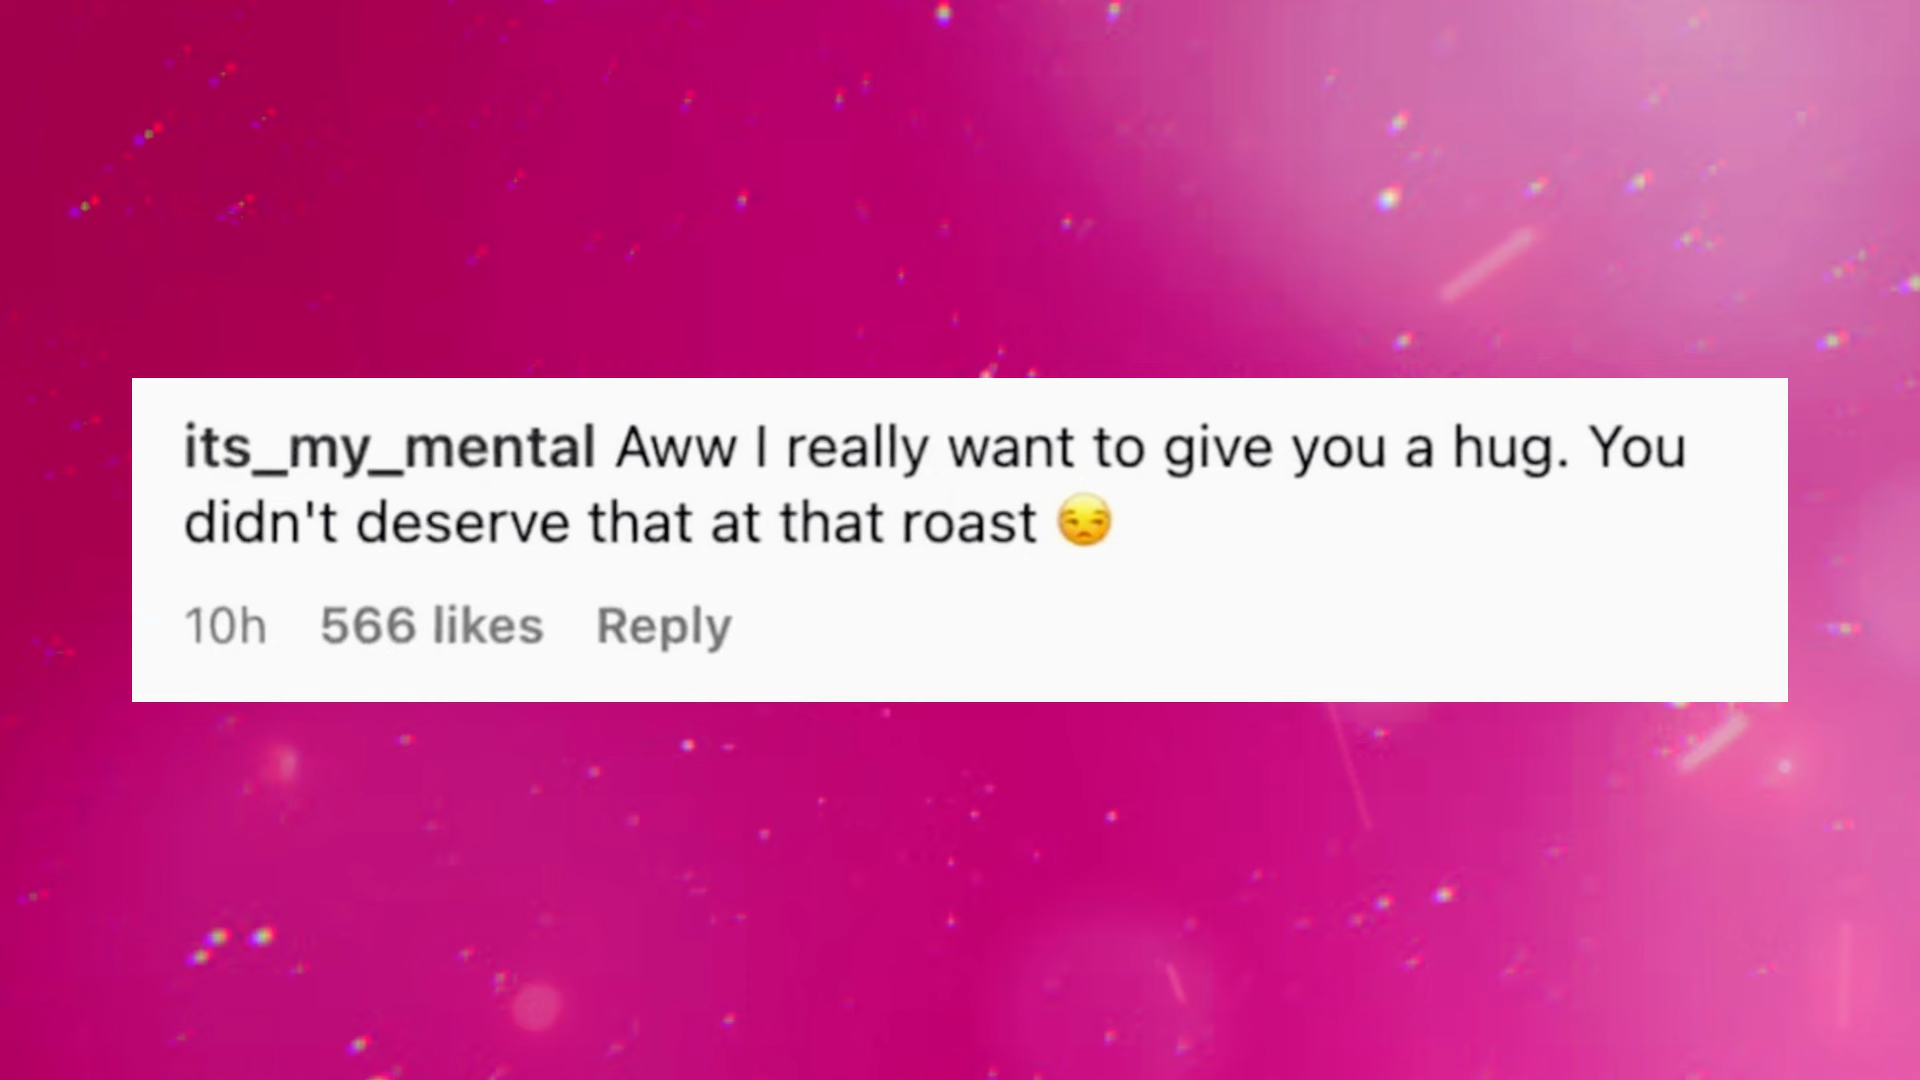 its_my_mental Aww I really want to give you a hug. You
didn't deserve that at that roast 😒
10h 566 likes Reply